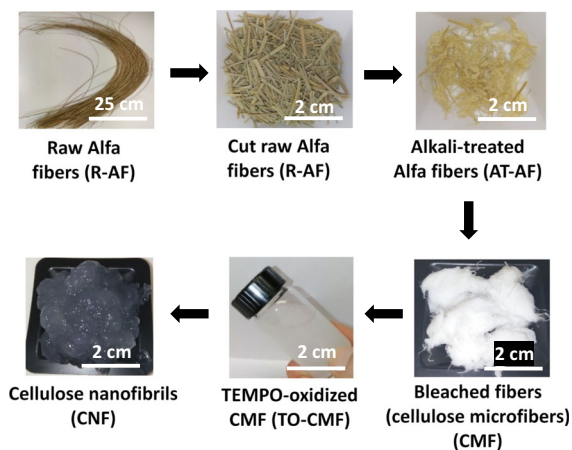 25 cm
2 cm
2 cm
Raw Alfa
fibers (R-AF)
Cut raw Alfa
fibers (R-AF)
Alkali-treated
Alfa fibers (AT-AF)
2 cm
2 cm
2 cm
Cellulose nanofibrils
(CNF)
TEMPO-oxidized
CMF (TO-CMF)
Bleached fibers
(cellulose microfibers)
(CMF)